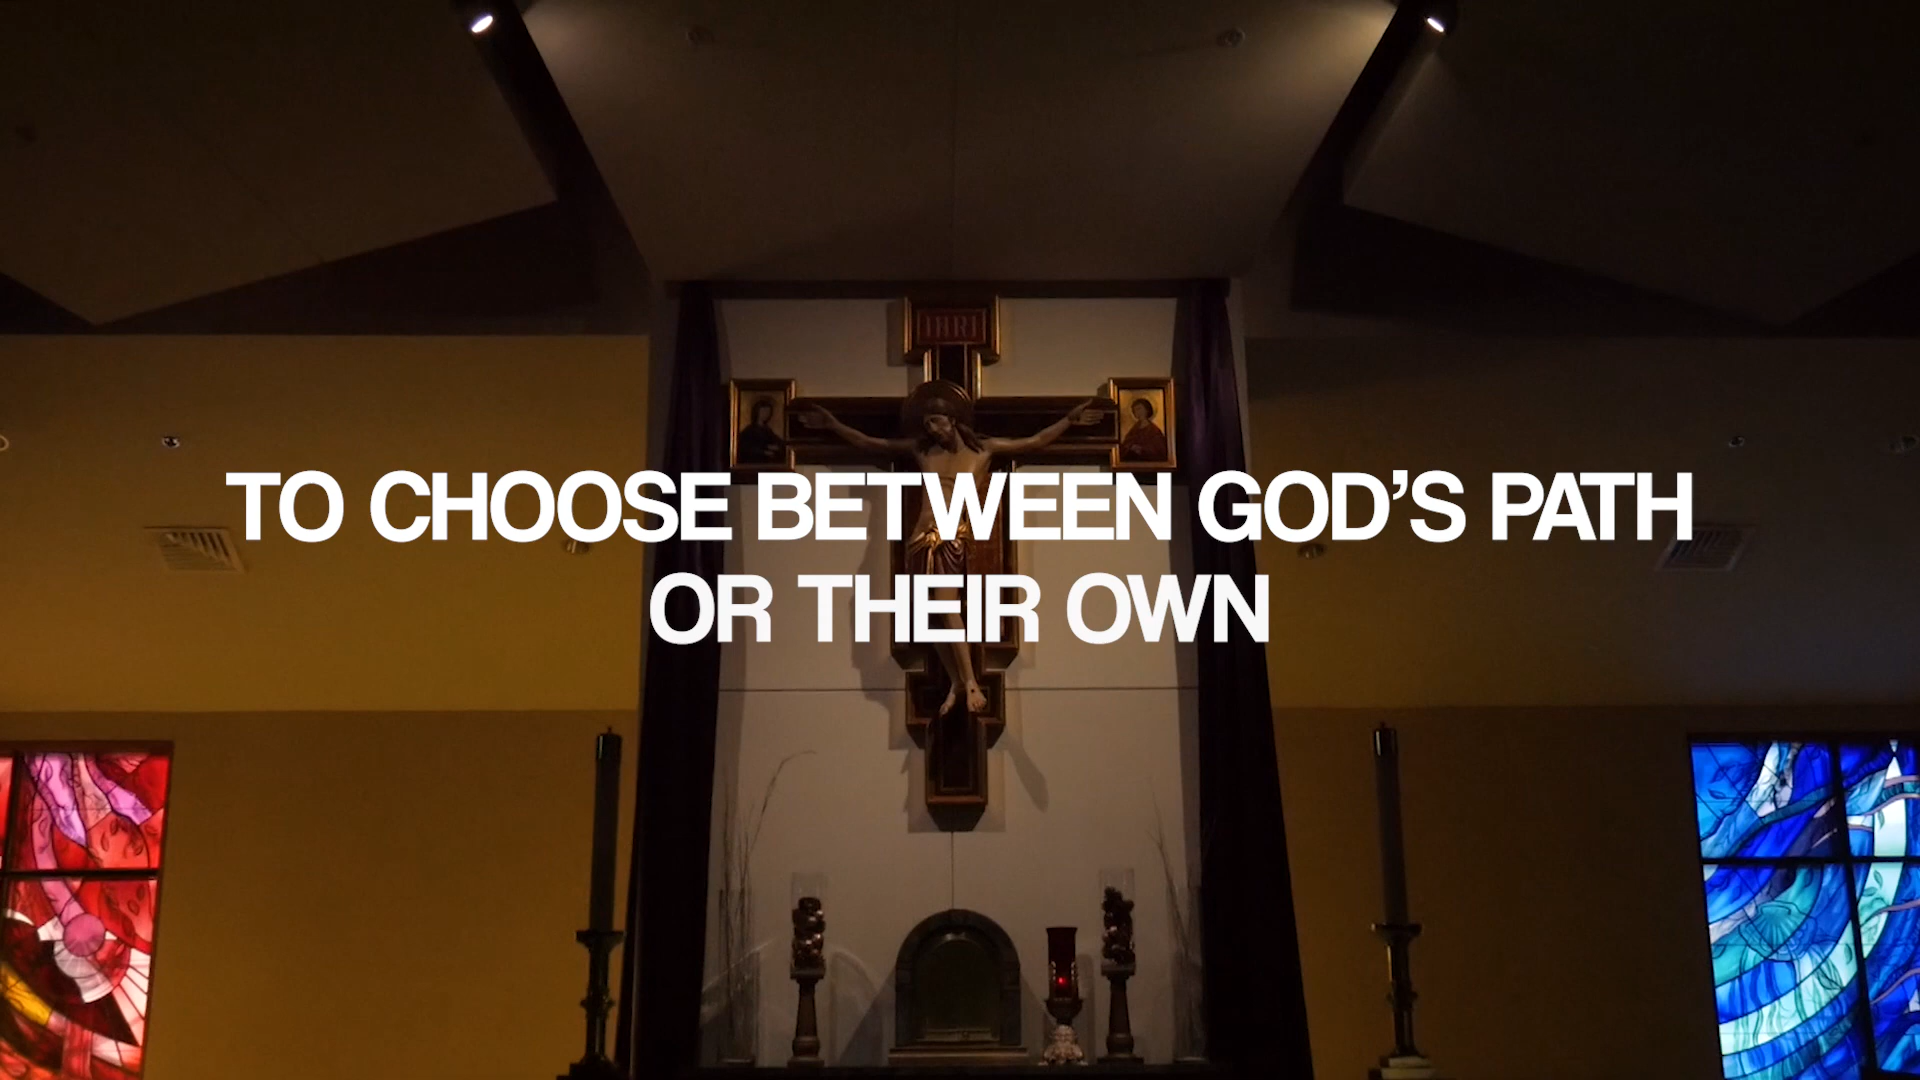 INRI
TO CHOOSE BETWEEN GOD’S PATH
OR THEIR OWN